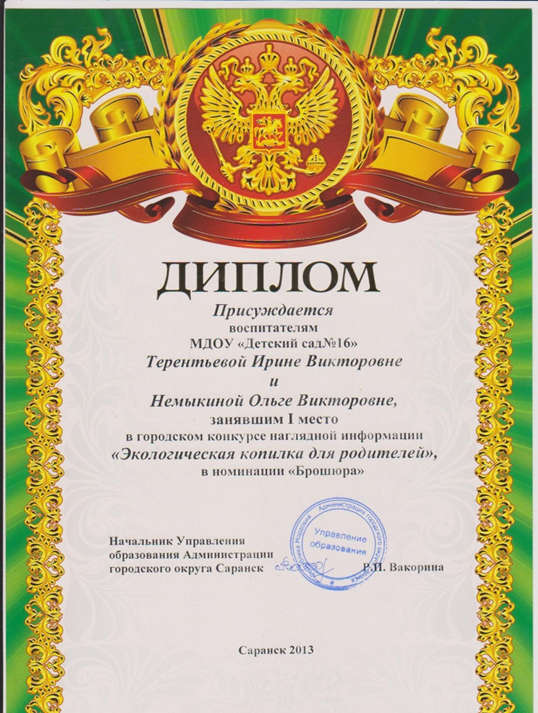 ДИПЛОМ
Присуждается
воспитателям
МДОУ «Детский сад№16»
Терентьевой Ирине Викторовне
и
Немыкиной Ольге Викторовне,
занявшим I место
в городском конкурсе наглядной информации
«Экологическая копилка для родителей»,
в номинации «Брошюра»
Начальник Управления
образования Администрации
городского округа Саранск
Р.И. Вакорина
Управление
образования
Саранск 2013